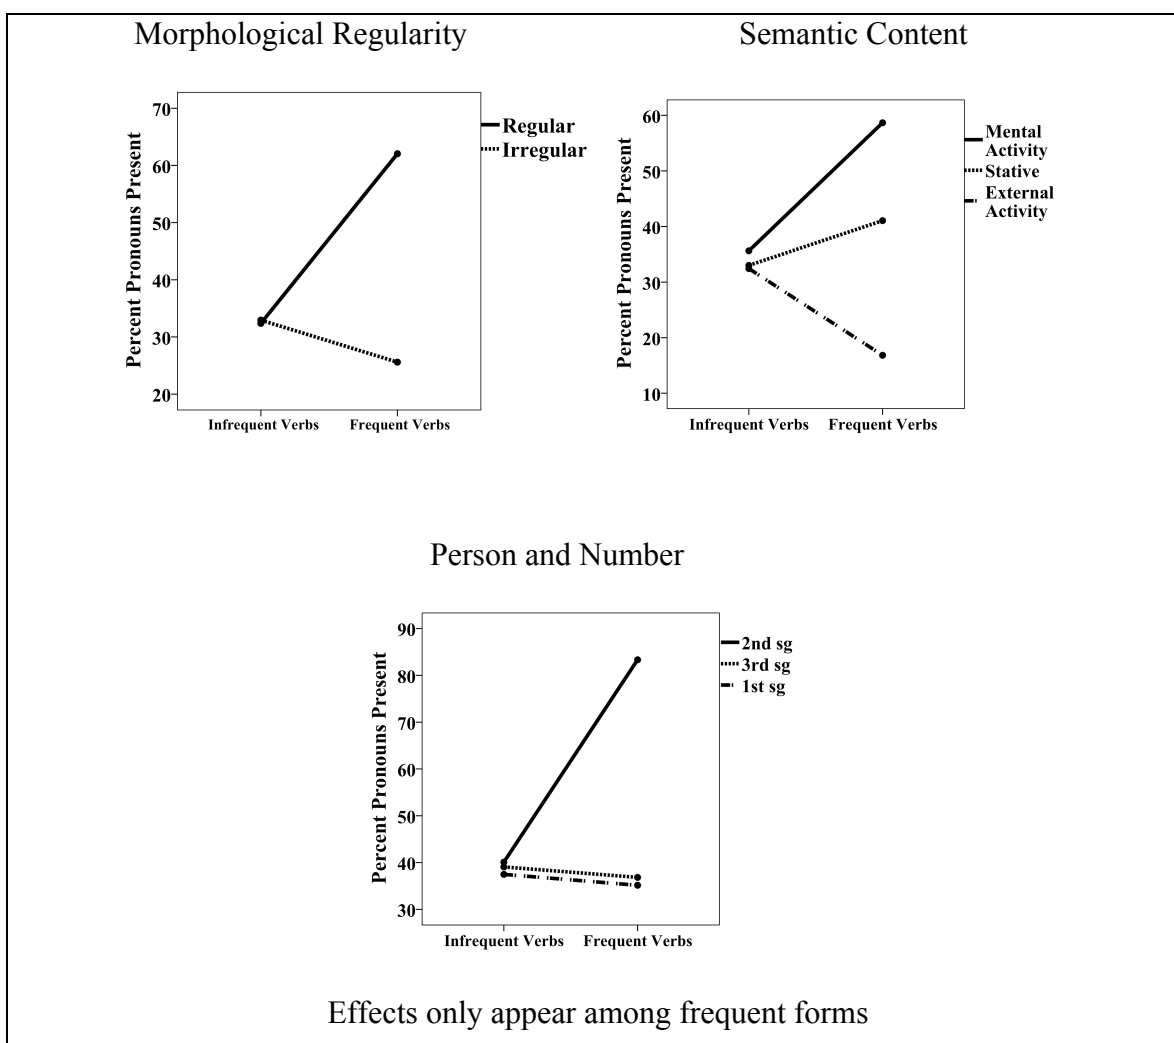 Morphological Regularity
Percent Pronouns Present
70
60
50
40
30
20
Infrequent Verbs
Frequent Verbs
Regular
Irregular
Semantic Content
Percent Pronouns Present
60
50
40
30
20
10
Infrequent Verbs
Frequent Verbs
Mental
Activity
Stative
External
Activity
Person and Number
Percent Pronouns Present
90
80
70
60
50
40
30
Infrequent Verbs
Frequent Verbs
2nd sg
3rd sg
1st sg
Effects only appear among frequent forms